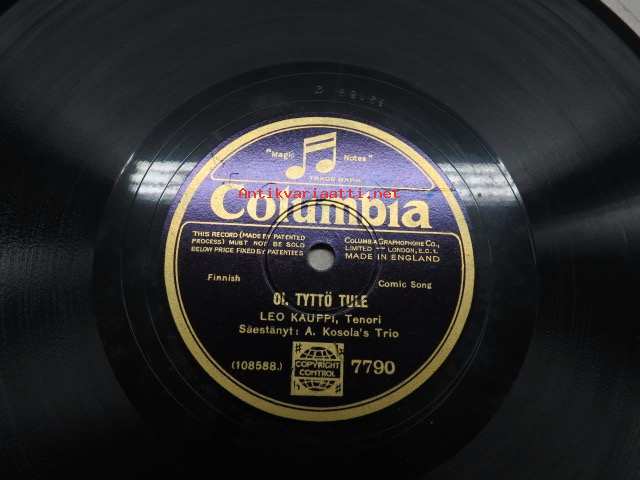 "Magic Notes"
TRADE MARK
Columbia
Antikvariaatti.net
THIS RECORD (MADE BY PATENTED
PROCESS) MUST NOT BE SOLD
BELOW PRICE FIXED BY PATENTEES
COLUMBIA GRAPHOPHONE CO.,
LIMITED LONDON, E.C.1.
MADE IN ENGLAND
Finnish
Comic Song
OI, TYTTÖ TULE
LEO KAUPPI, Tenori
Säestänyt: A. Kosola's Trio
(108588.)
COPYRIGHT
CONTROL
7790